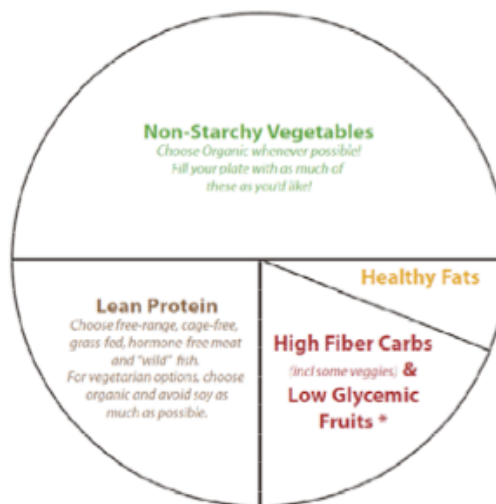 Non-Starchy Vegetables
Choose Organic whenever possible!
Fill your plate with as much of
these as you'd like!
Healthy Fats
Lean Protein
Choose free-range, cage-free,
grass fed, hormone-free meat
and "wild" fish.
For vegetarian options, choose
organic and avoid soy as
much as possible.
High Fiber Carbs
(incl some veggies) &
Low Glycemic
Fruits *